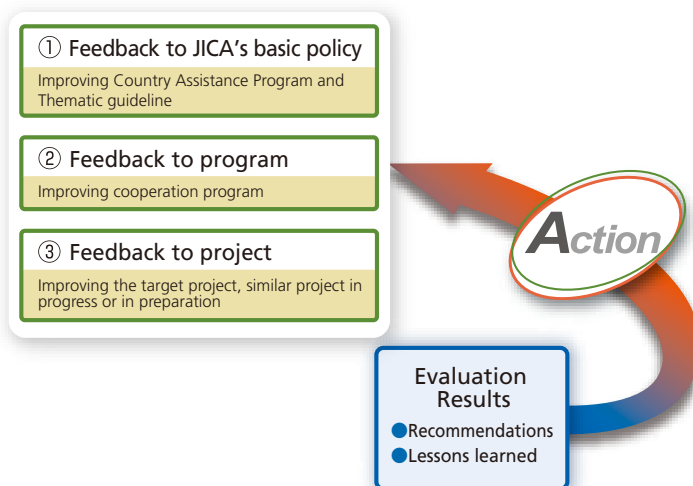 ① Feedback to JICA's basic policy
Improving Country Assistance Program and
Thematic guideline
② Feedback to program
Improving cooperation program
③ Feedback to project
Improving the target project, similar project in
progress or in preparation
Action
Evaluation
Results
●Recommendations
●Lessons learned